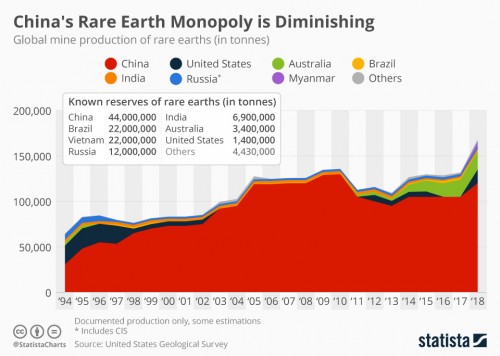 China's Rare Earth Monopoly is Diminishing
Global mine production of rare earths (in tonnes)
China United States Australia Brazil
India Russia* Myanmar Others
200,000
150,000
100,000
50,000
0
Known reserves of rare earths (in tonnes)
China 44,000,000 India 6,900,000
Brazil 22,000,000 Australia 3,400,000
Vietnam 22,000,000 United States 1,400,000
Russia 12,000,000 Others 4,430,000
'94 '95 '96 '97 '98 '99 '00 '01 '02 '03 '04 '05 '06 '07 '08 '09 '10 '11 '12 '13 '14 '15 '16 '17 '18
Documented production only, some estimations
* Includes CIS
@StatistaCharts Source: United States Geological Survey
statista